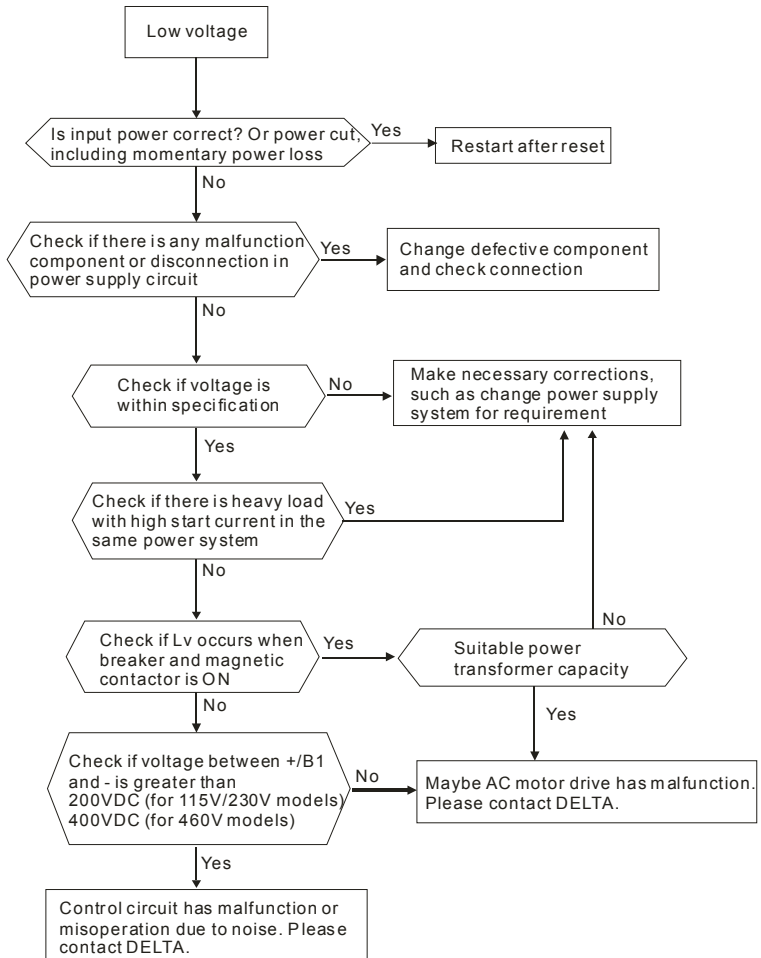 Low voltage
Is input power correct? Or power cut,
including momentary power loss
Yes
Restart after reset
No
Check if there is any malfunction
component or disconnection in
power supply circuit
Yes
Change defective component
and check connection
No
Check if voltage is
within specification
No
Make necessary corrections,
such as change power supply
system for requirement
Yes
Check if there is heavy load
with high start current in the
same power system
Yes
No
Check if Lv occurs when
breaker and magnetic
contactor is ON
Yes
Suitable power
transformer capacity
No
Yes
No
Check if voltage between +/B1
and - is greater than
200VDC (for 115V/230V models)
400VDC (for 460V models)
No
Maybe AC motor drive has malfunction.
Please contact DELTA.
Yes
Control circuit has malfunction or
misoperation due to noise. Please
contact DELTA.